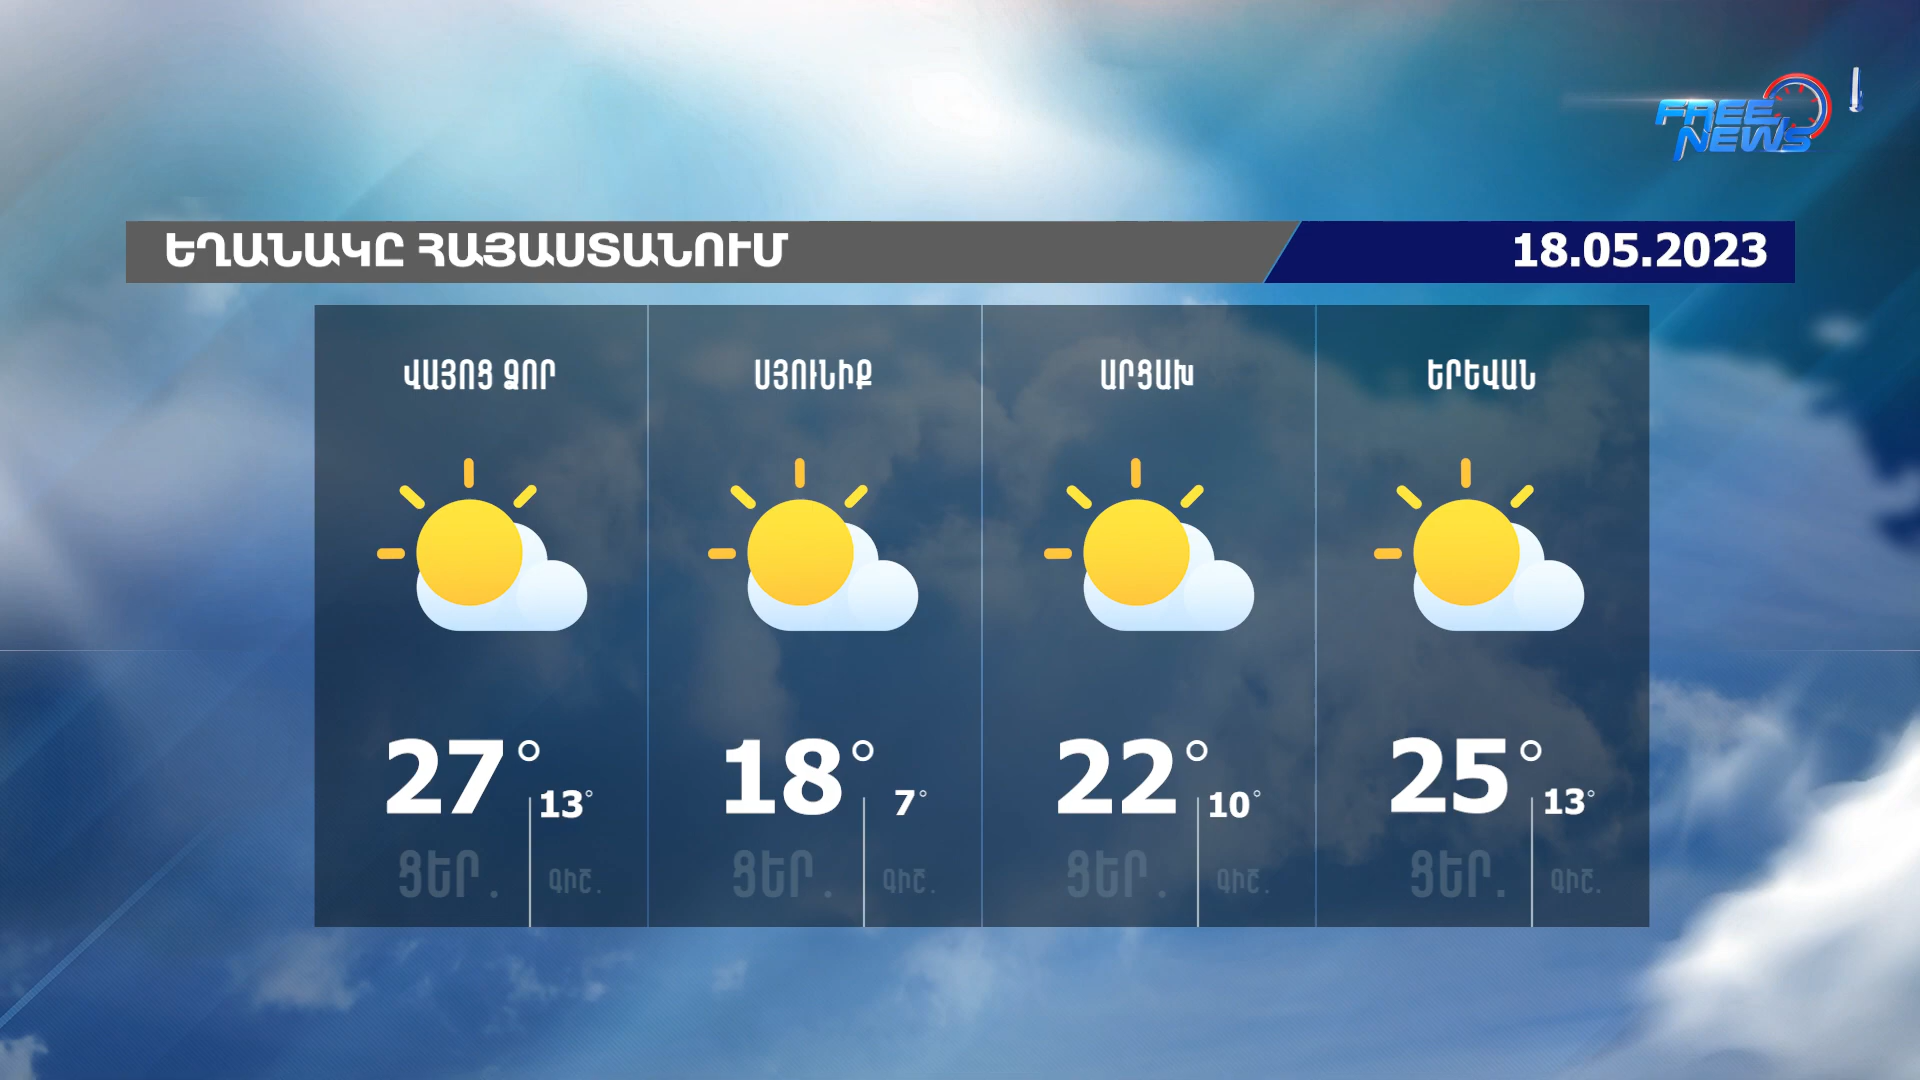 FREE
NEWS
ԵՂԱՆԱԿԸ ՀԱՅԱՍՏԱՆՈՒՄ
18.05.2023
ՎԱՅՈՑ ՁՈՐ
ՍՅՈՒՆԻՔ
ԱՐՑԱԽ
ԵՐԵՎԱՆ
27° 13°
18° 7°
22° 10°
25° 13°
ՑԵՐ. ԳԻՇ.
ՑԵՐ. ԳԻՇ.
ՑԵՐ. ԳԻՇ.
ՑԵՐ. ԳԻՇ.